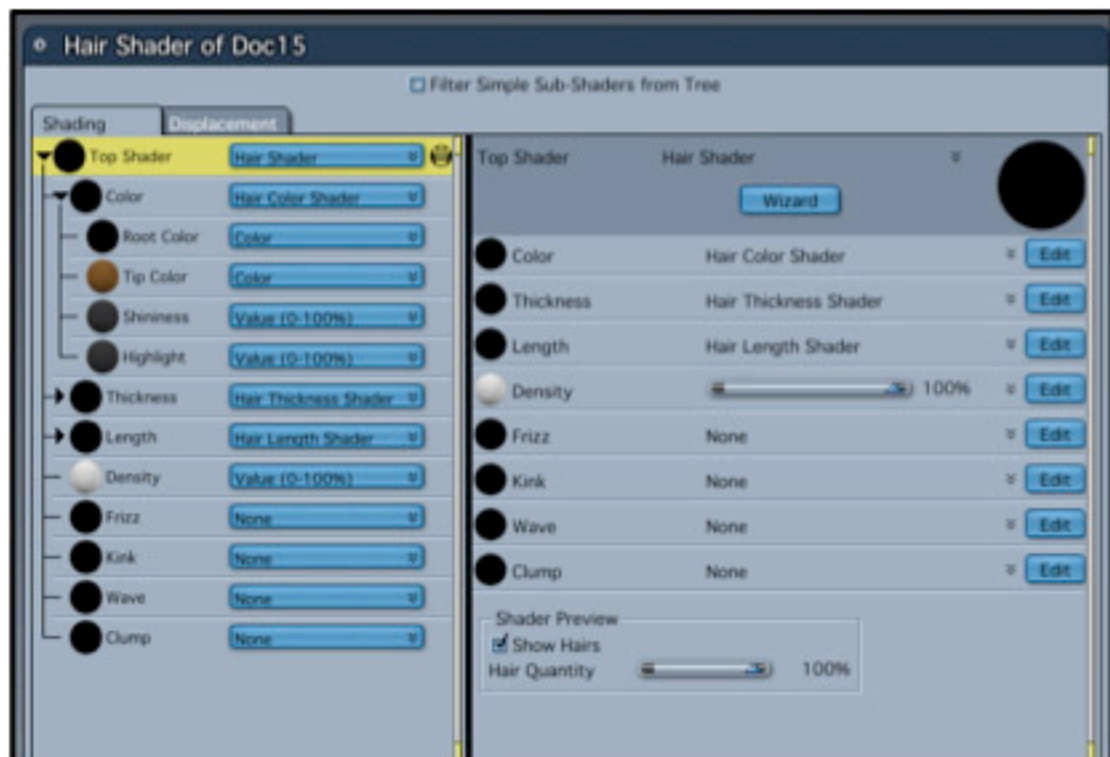 Hair Shader of Doc15
Filter Simple Sub-Shaders from Tree
Shading Displacement
Top Shader Hair Shader
Color Hair Color Shader
Root Color Color
Tip Color Color
Shininess Value (0-100%)
Highlight Value (0-100%)
Thickness Hair Thickness Shader
Length Hair Length Shader
Density Value (0-100%)
Frizz None
Kink None
Wave None
Clump None
Top Shader Hair Shader
Wizard
Color Hair Color Shader Edit
Thickness Hair Thickness Shader Edit
Length Hair Length Shader Edit
Density 100% Edit
Frizz None Edit
Kink None Edit
Wave None Edit
Clump None Edit
Shader Preview
Show Hairs
Hair Quantity 100%